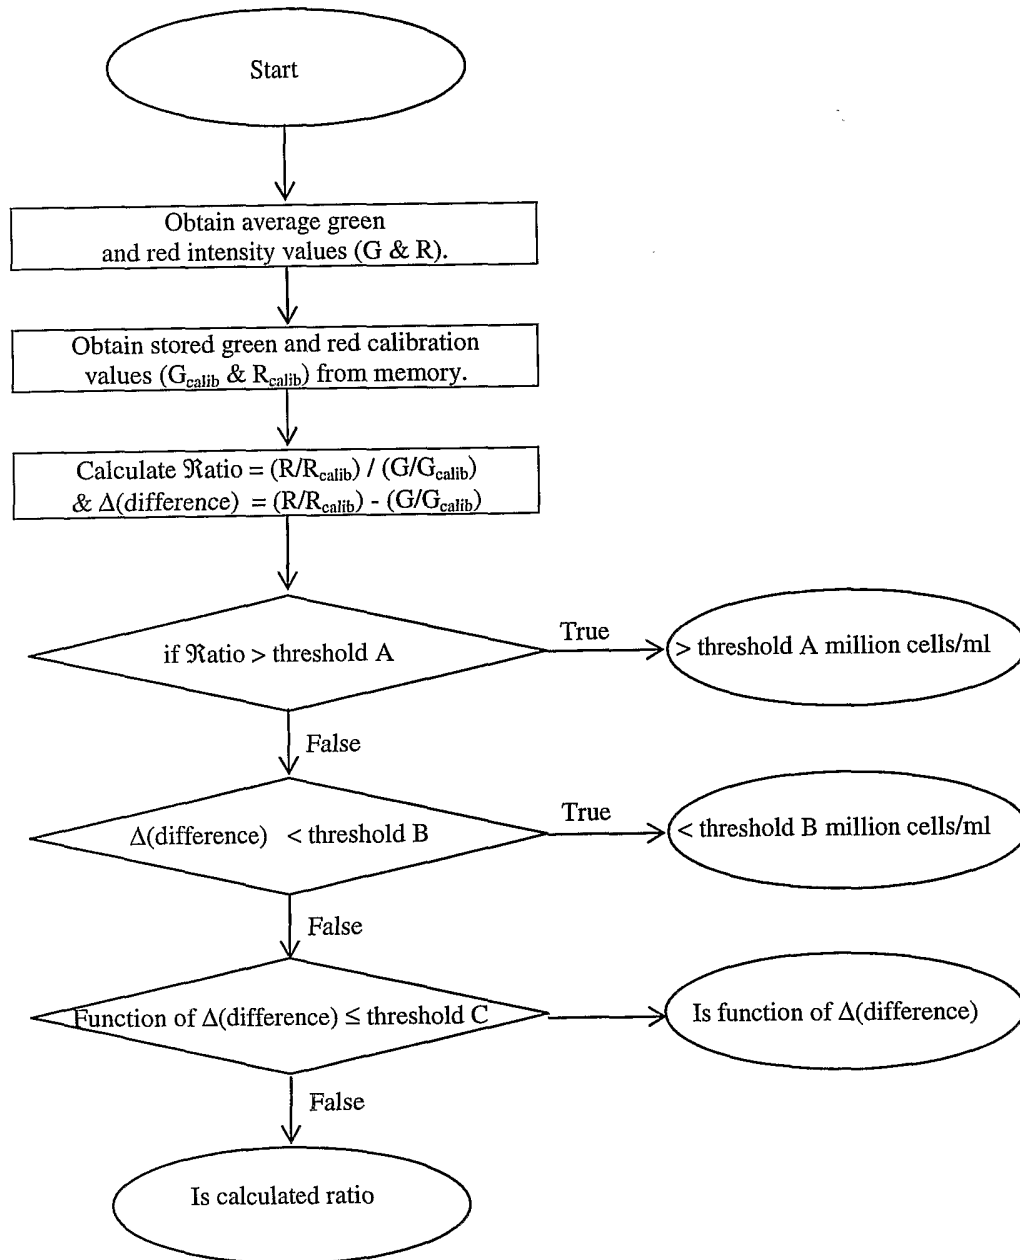 Start
Obtain average green
and red intensity values (G & R).
Obtain stored green and red calibration
values (Gcalib & Rcalib) from memory.
Calculate ℜatio = (R/Rcalib) / (G/Gcalib)
& Δ(difference) = (R/Rcalib) - (G/Gcalib)
if ℜatio > threshold A
True
> threshold A million cells/ml
False
Δ(difference) < threshold B
True
< threshold B million cells/ml
False
Function of Δ(difference) ≤ threshold C
Is function of Δ(difference)
False
Is calculated ratio